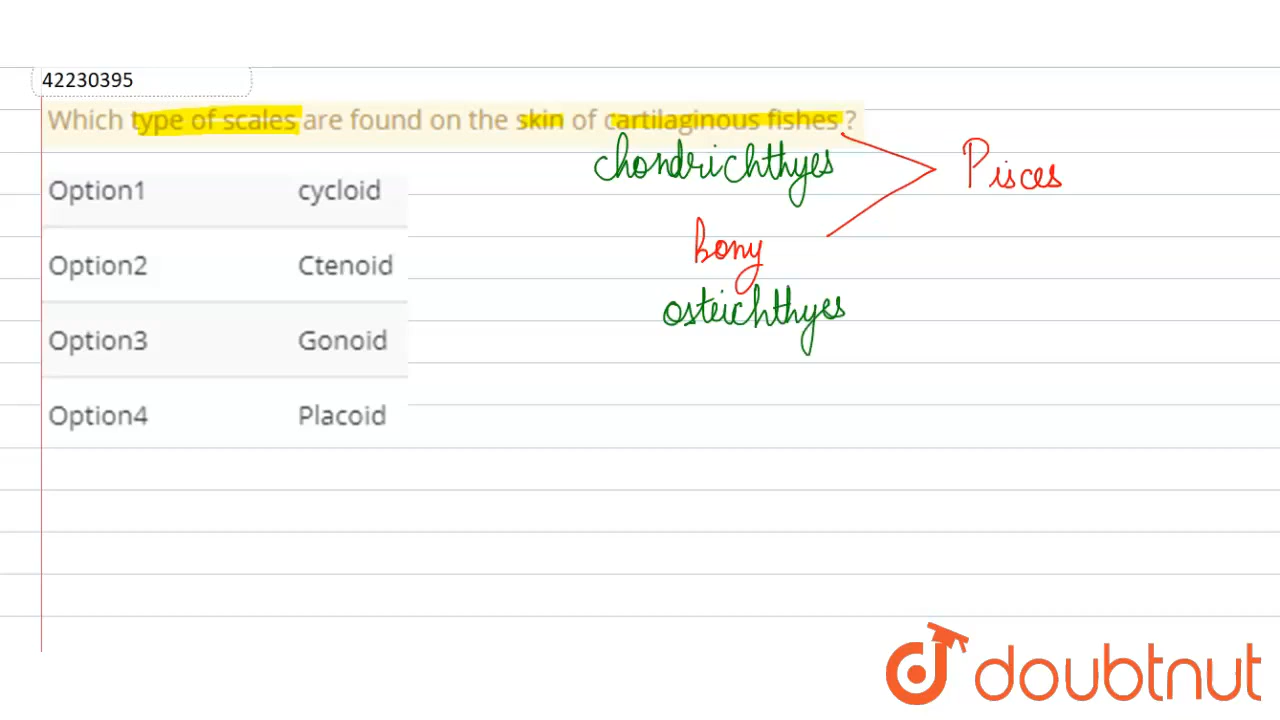 42230395
Which type of scales are found on the skin of cartilaginous fishes ?
chondrichthyes
Pisces
Option1 cycloid
bony
Option2 Ctenoid
osteichthyes
Option3 Gonoid
Option4 Placoid
doubtnut